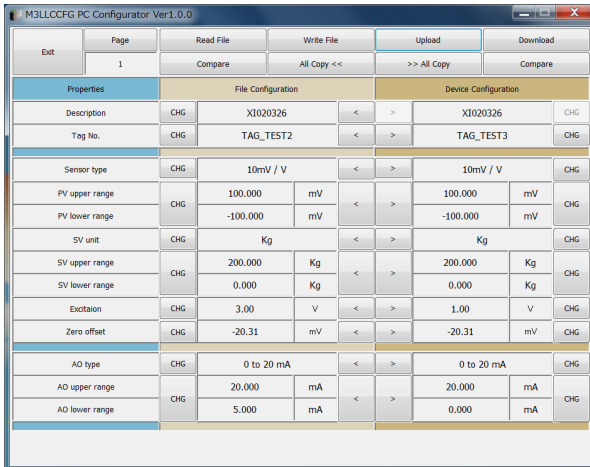 M3LLCCFG PC Configurator Ver1.0.0
Exit Page Read File Write File Upload Download
1 Compare All Copy << >> All Copy Compare
Properties File Configuration Device Configuration
Description CHG XI020326 < > XI020326 CHG
Tag No. CHG TAG_TEST2 < > TAG_TEST3 CHG
Sensor type CHG 10mV / V < > 10mV / V CHG
PV upper range CHG 100.000 mV < > 100.000 mV CHG
PV lower range -100.000 mV -100.000 mV
SV unit CHG Kg < > Kg CHG
SV upper range CHG 200.000 Kg < > 200.000 Kg CHG
SV lower range 0.000 Kg 0.000 Kg
Excitaion CHG 3.00 V < > 1.00 V CHG
Zero offset CHG -20.31 mV < > -20.31 mV CHG
AO type CHG 0 to 20 mA < > 0 to 20 mA CHG
AO upper range CHG 20.000 mA < > 20.000 mA CHG
AO lower range 5.000 mA 0.000 mA